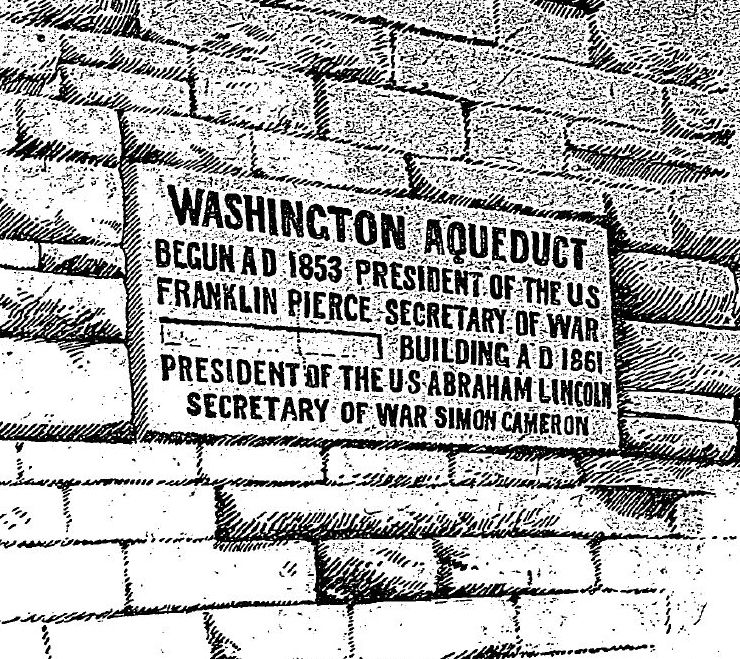 WASHINGTON AQUEDUCT
BEGUN A D 1853 PRESIDENT OF THE U S
FRANKLIN PIERCE SECRETARY OF WAR
BUILDING A D 1861
PRESIDENT OF THE U S ABRAHAM LINCOLN
SECRETARY OF WAR SIMON CAMERON